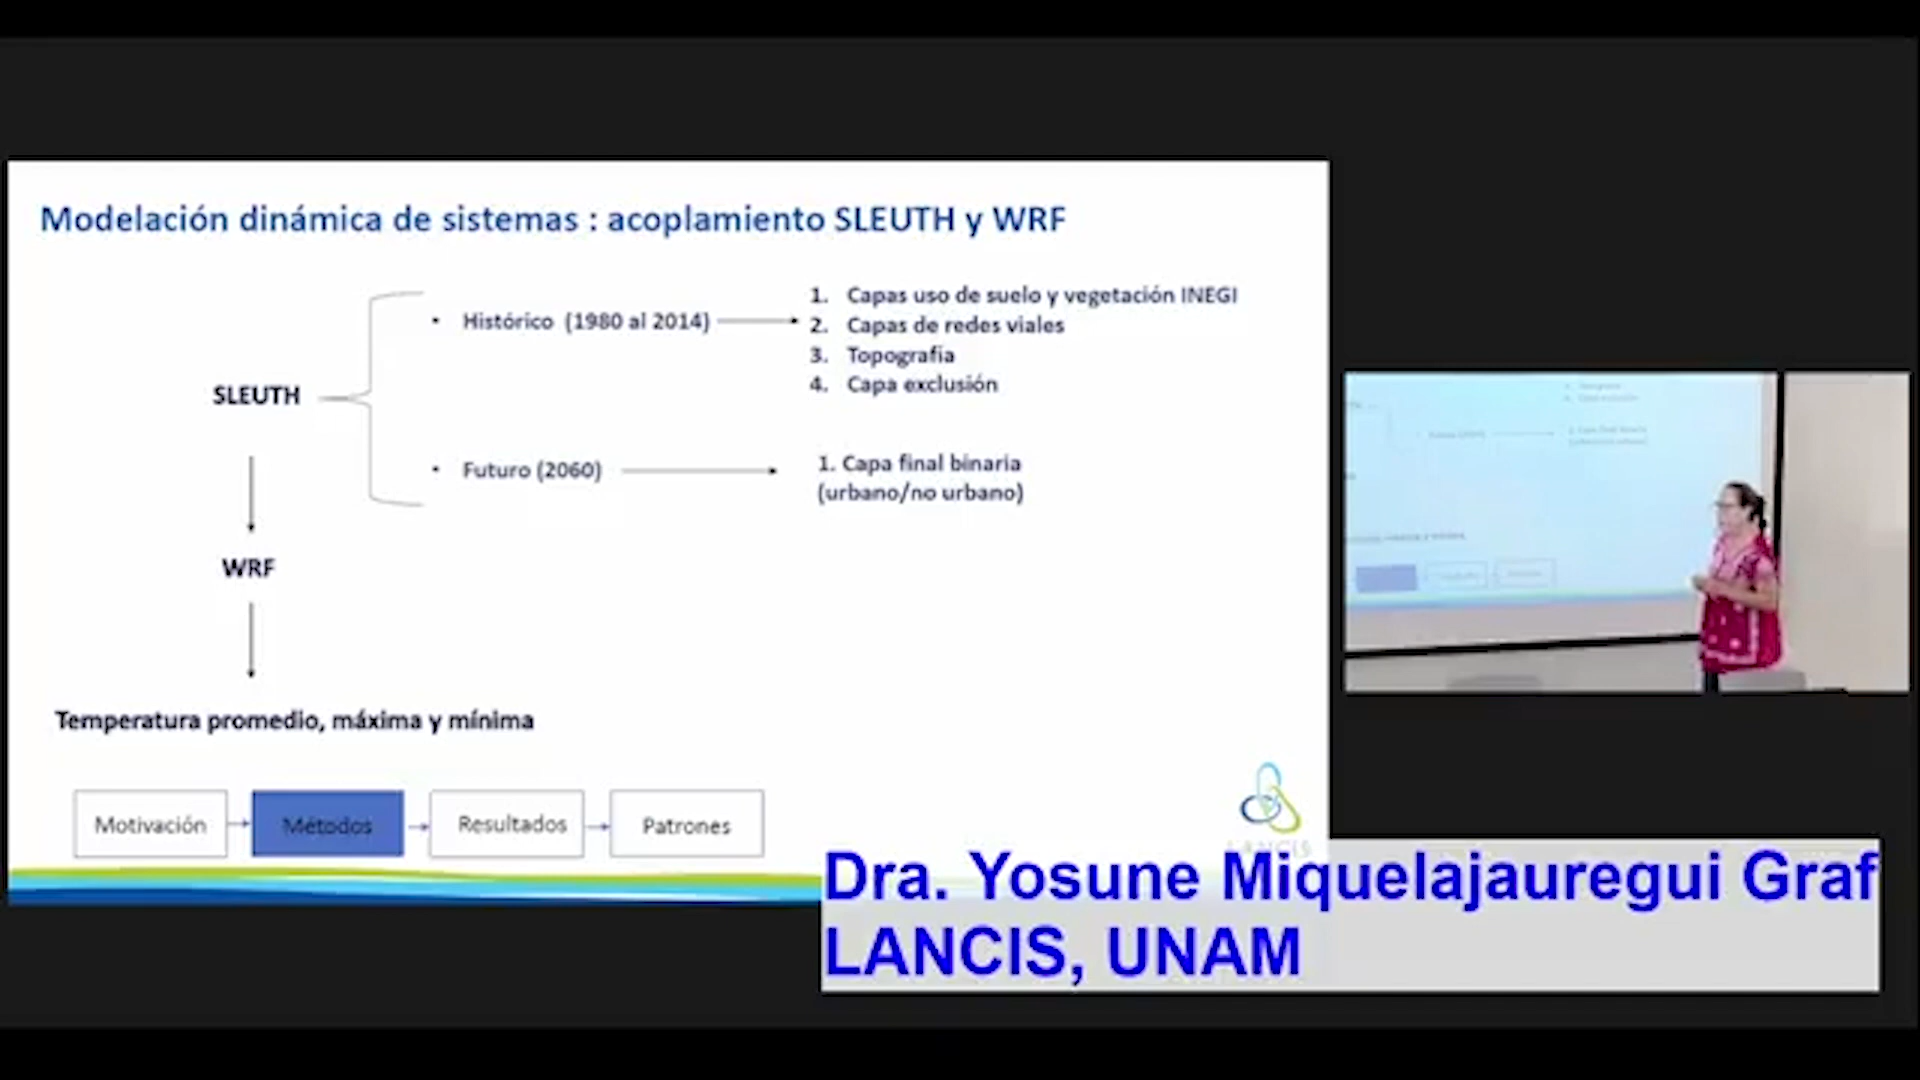 Modelación dinámica de sistemas : acoplamiento SLEUTH y WRF
SLEUTH
• Histórico (1980 al 2014)
1. Capas uso de suelo y vegetación INEGI
2. Capas de redes viales
3. Topografía
4. Capa exclusión
• Futuro (2060)
1. Capa final binaria
(urbano/no urbano)
WRF
Temperatura promedio, máxima y mínima
Motivación
Métodos
Resultados
Patrones
LANCIS
Dra. Yosune Miquelajauregui Graf
LANCIS, UNAM